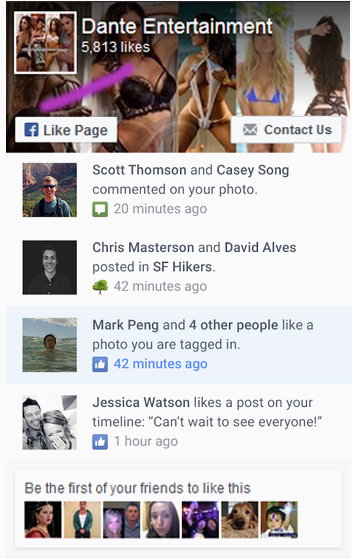 Dante Entertainment
5,813 likes
Like Page
Contact Us
Scott Thomson and Casey Song
commented on your photo.
20 minutes ago
Chris Masterson and David Alves
posted in SF Hikers.
42 minutes ago
Mark Peng and 4 other people like a
photo you are tagged in.
42 minutes ago
Jessica Watson likes a post on your
timeline: “Can’t wait to see everyone!”
1 hour ago
Be the first of your friends to like this